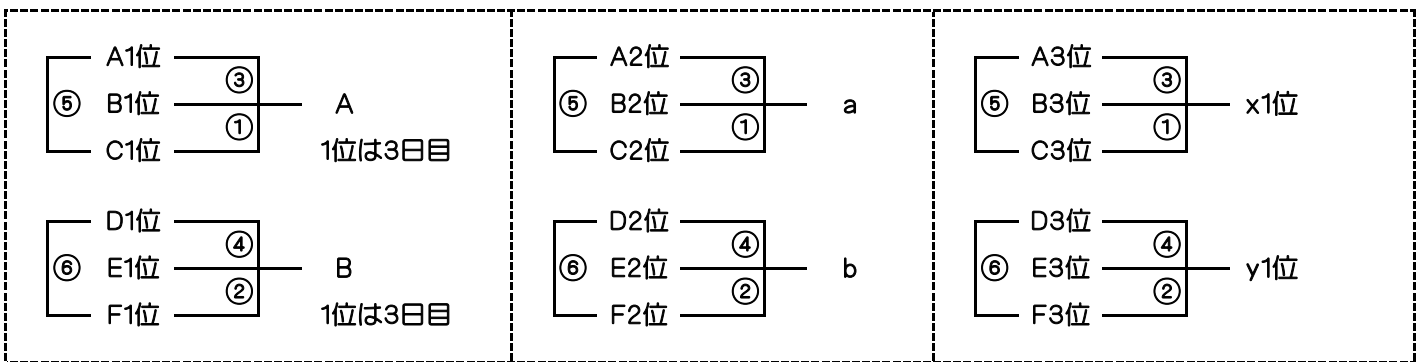 A1位
③
⑤ B1位 A
①
C1位 1位は3日目
D1位
④
⑥ E1位 B
②
F1位 1位は3日目
A2位
③
⑤ B2位 a
①
C2位
D2位
④
⑥ E2位 b
②
F2位
A3位
③
⑤ B3位 x1位
①
C3位
D3位
④
⑥ E3位 y1位
②
F3位